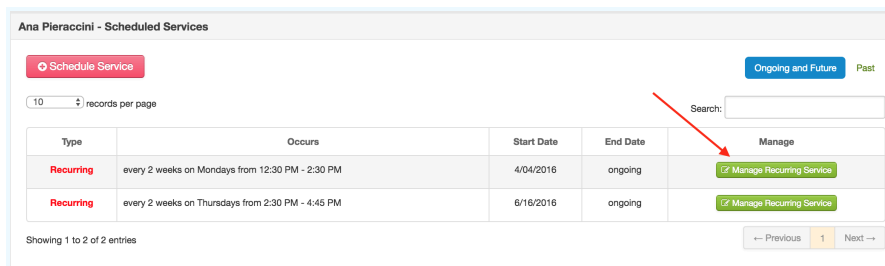 Ana Pieraccini - Scheduled Services
Schedule Service
Ongoing and Future Past
10 records per page
Search:
Type Occurs Start Date End Date Manage
Recurring every 2 weeks on Mondays from 12:30 PM - 2:30 PM 4/04/2016 ongoing Manage Recurring Service
Recurring every 2 weeks on Thursdays from 2:30 PM - 4:45 PM 6/16/2016 ongoing Manage Recurring Service
Showing 1 to 2 of 2 entries
← Previous 1 Next →